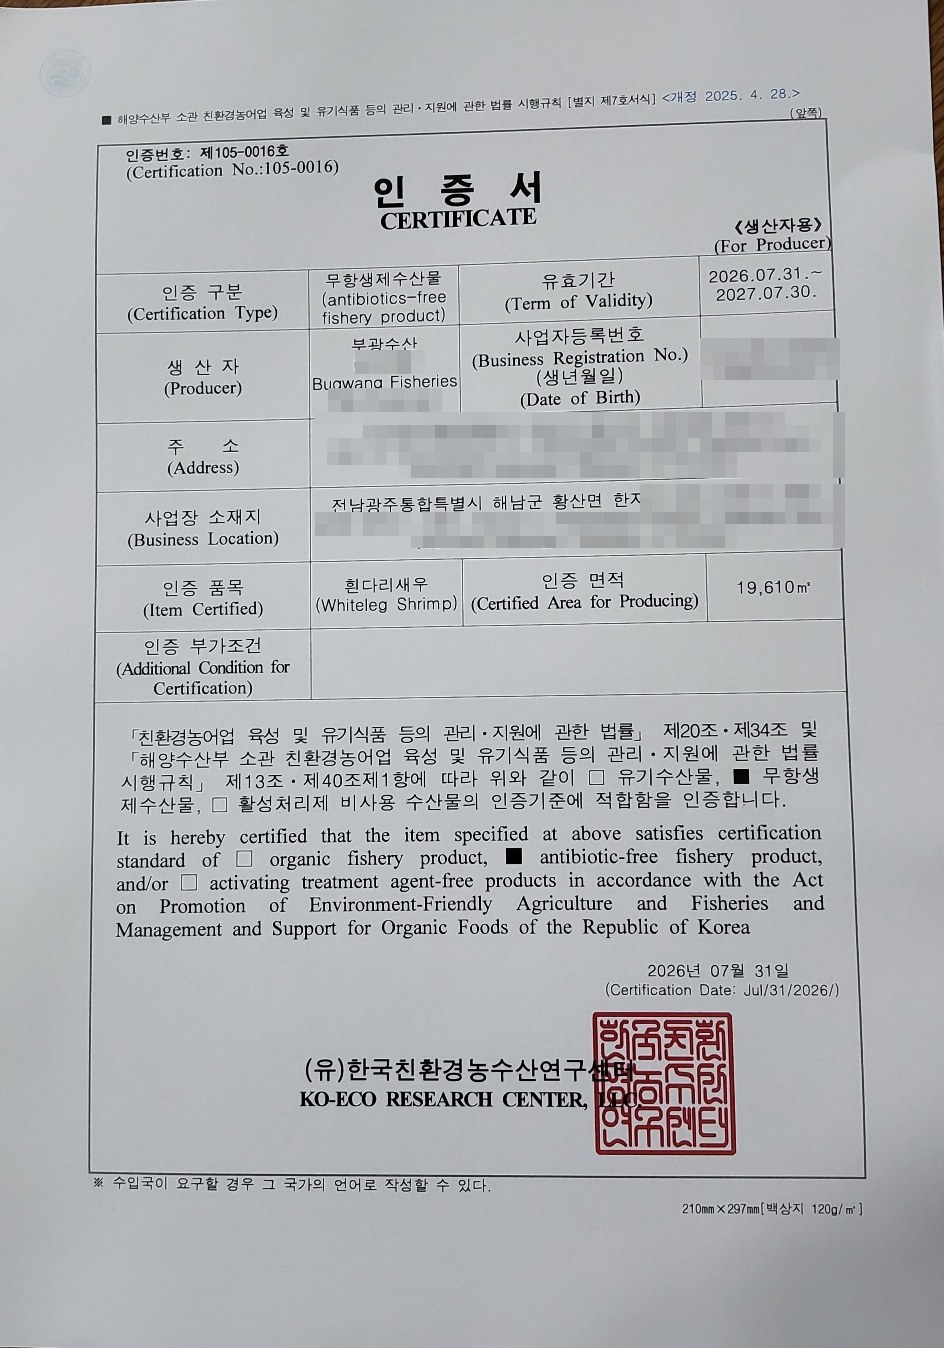 ■ 해양수산부 소관 친환경농어업 육성 및 유기식품 등의 관리·지원에 관한 법률 시행규칙 [별지 제7호서식] <개정 2025. 4. 28.>
(앞쪽)
인증번호: 제105-0016호
(Certification No.:105-0016)
인 증 서
CERTIFICATE
《생산자용》
(For Producer)
인증 구분
(Certification Type)
무항생제수산물
(antibiotics-free
fishery product)
유효기간
(Term of Validity)
2026.07.31.~
2027.07.30.
생 산 자
(Producer)
부광수산
Bugwang Fisheries
사업자등록번호
(Business Registration No.)
(생년월일)
(Date of Birth)
주 소
(Address)
사업장 소재지
(Business Location)
전남광주통합특별시 해남군 황산면
인증 품목
(Item Certified)
흰다리새우
(Whiteleg Shrimp)
인증 면적
(Certified Area for Producing)
19,610㎡
인증 부가조건
(Additional Condition for
Certification)
「친환경농어업 육성 및 유기식품 등의 관리·지원에 관한 법률」 제20조·제34조 및
「해양수산부 소관 친환경농어업 육성 및 유기식품 등의 관리·지원에 관한 법률
시행규칙」 제13조·제40조제1항에 따라 위와 같이 □ 유기수산물, ■ 무항생
제수산물, □ 활성처리제 비사용 수산물의 인증기준에 적합함을 인증합니다.
It is hereby certified that the item specified at above satisfies certification
standard of □ organic fishery product, ■ antibiotic-free fishery product,
and/or □ activating treatment agent-free products in accordance with the Act
on Promotion of Environment-Friendly Agriculture and Fisheries and
Management and Support for Organic Foods of the Republic of Korea
2026년 07월 31일
(Certification Date: Jul/31/2026/)
(유)한국친환경농수산연구센터
KO-ECO RESEARCH CENTER, LLC.
※ 수입국이 요구할 경우 그 국가의 언어로 작성할 수 있다.
210㎜×297㎜[백상지 120g/㎡]